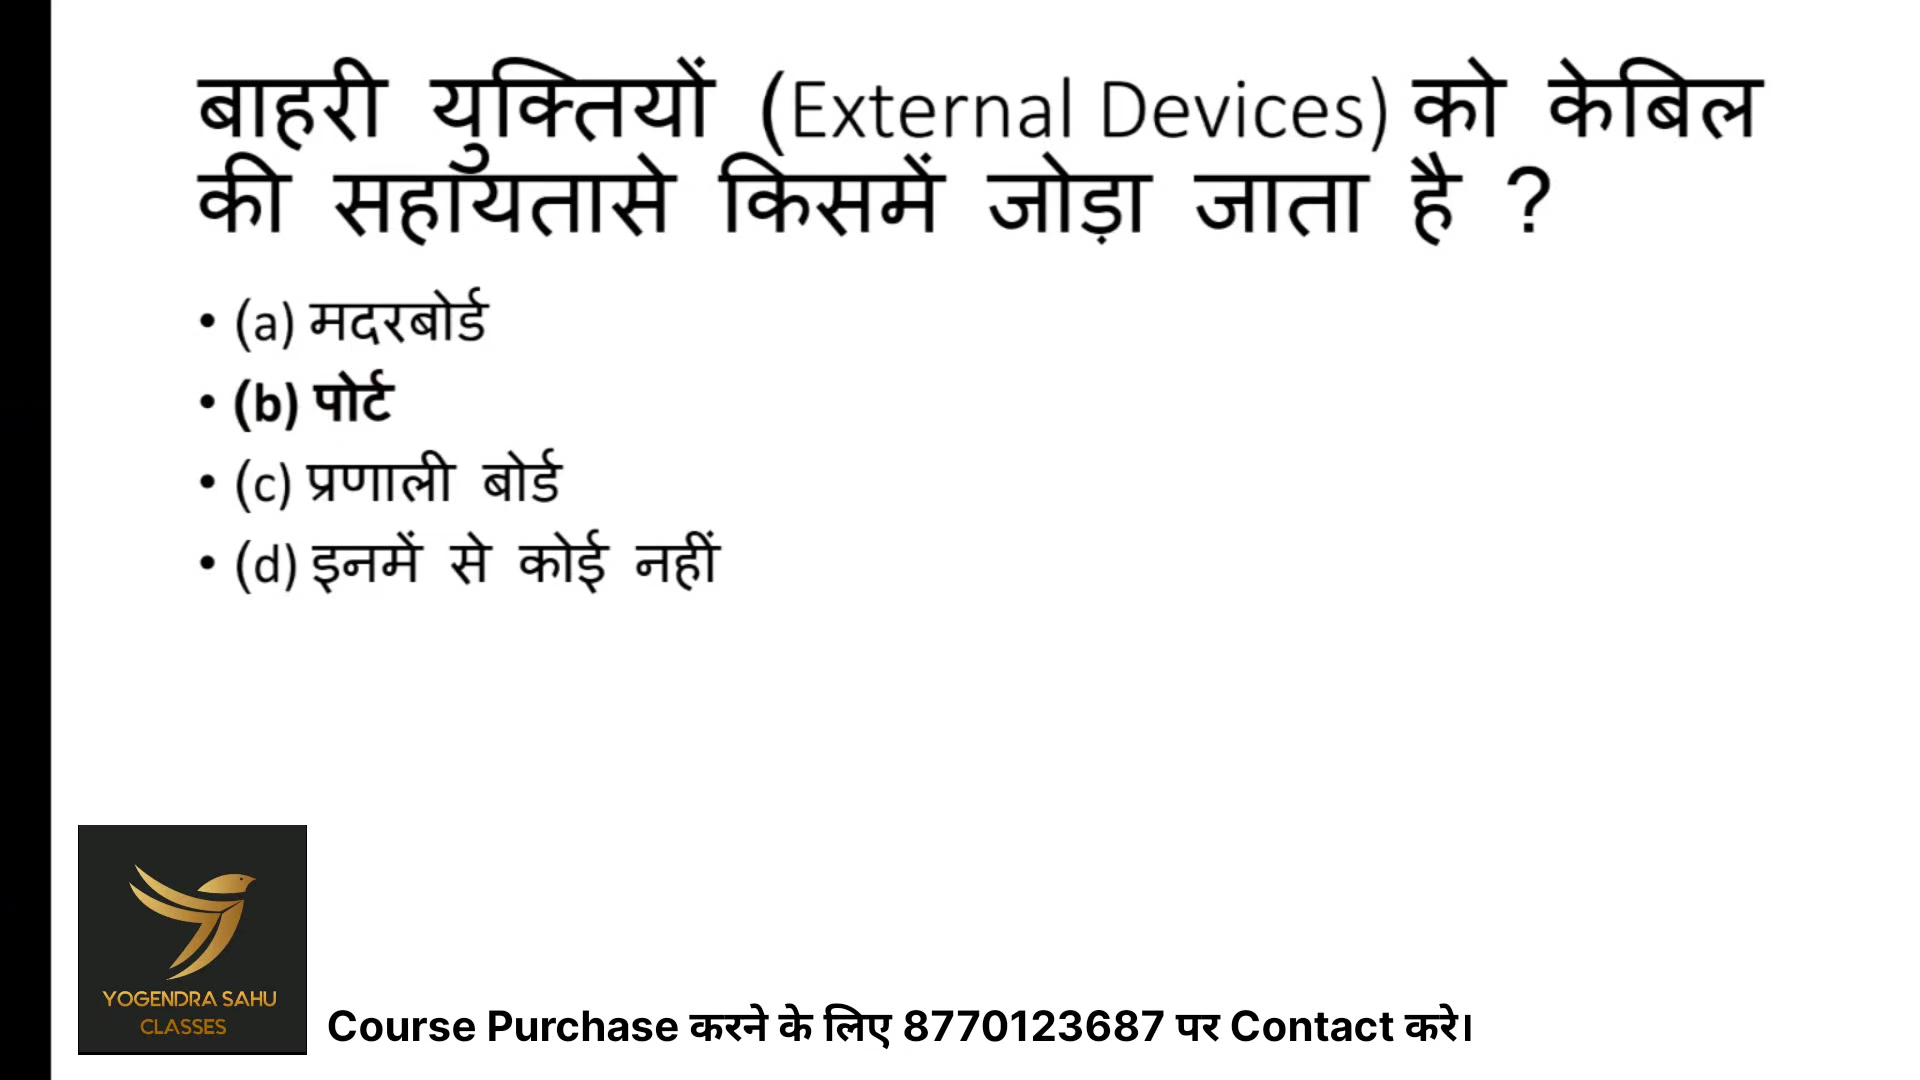 बाहरी युक्तियों (External Devices) को केबिल
की सहायतासे किसमें जोड़ा जाता है ?
• (a) मदरबोर्ड
• (b) पोर्ट
• (c) प्रणाली बोर्ड
• (d) इनमें से कोई नहीं
YOGENDRA SAHU
CLASSES
Course Purchase करने के लिए 8770123687 पर Contact करे।